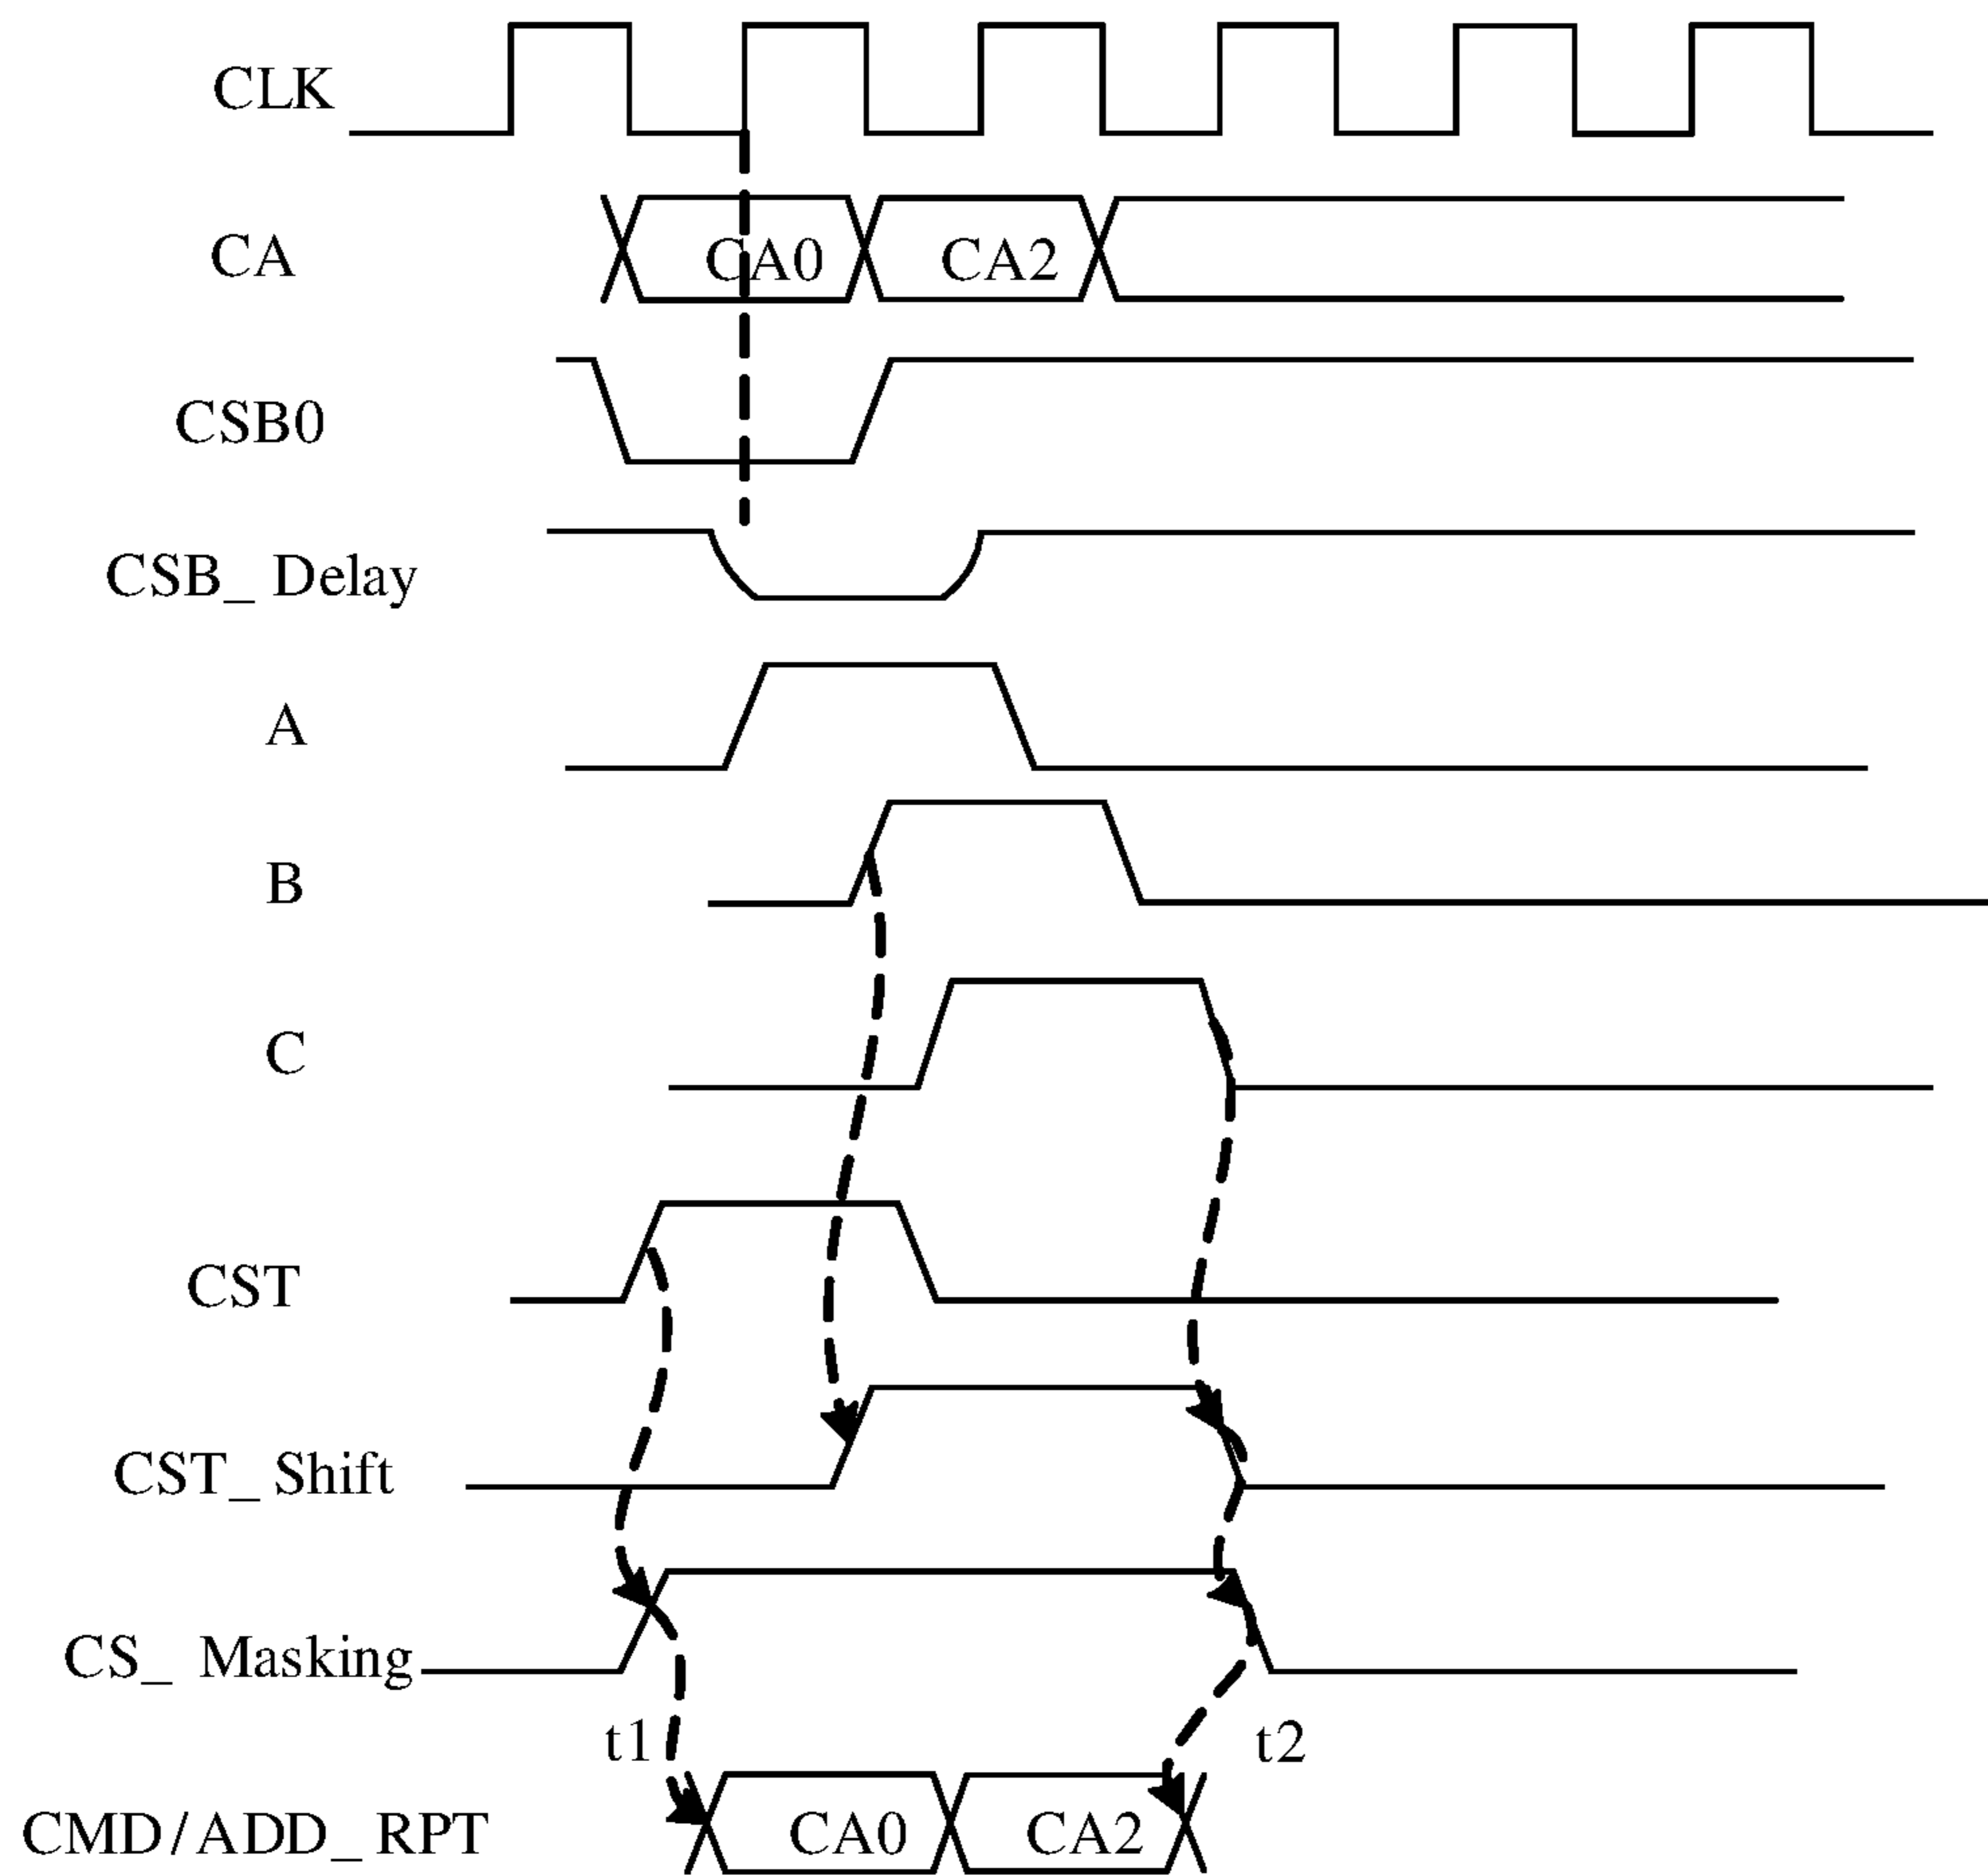 CLK
CA
CA0 CA2
CSB0
CSB_ Delay
A
B
C
CST
CST_ Shift
CS_ Masking
t1 t2
CMD/ADD_ RPT
CA0 CA2